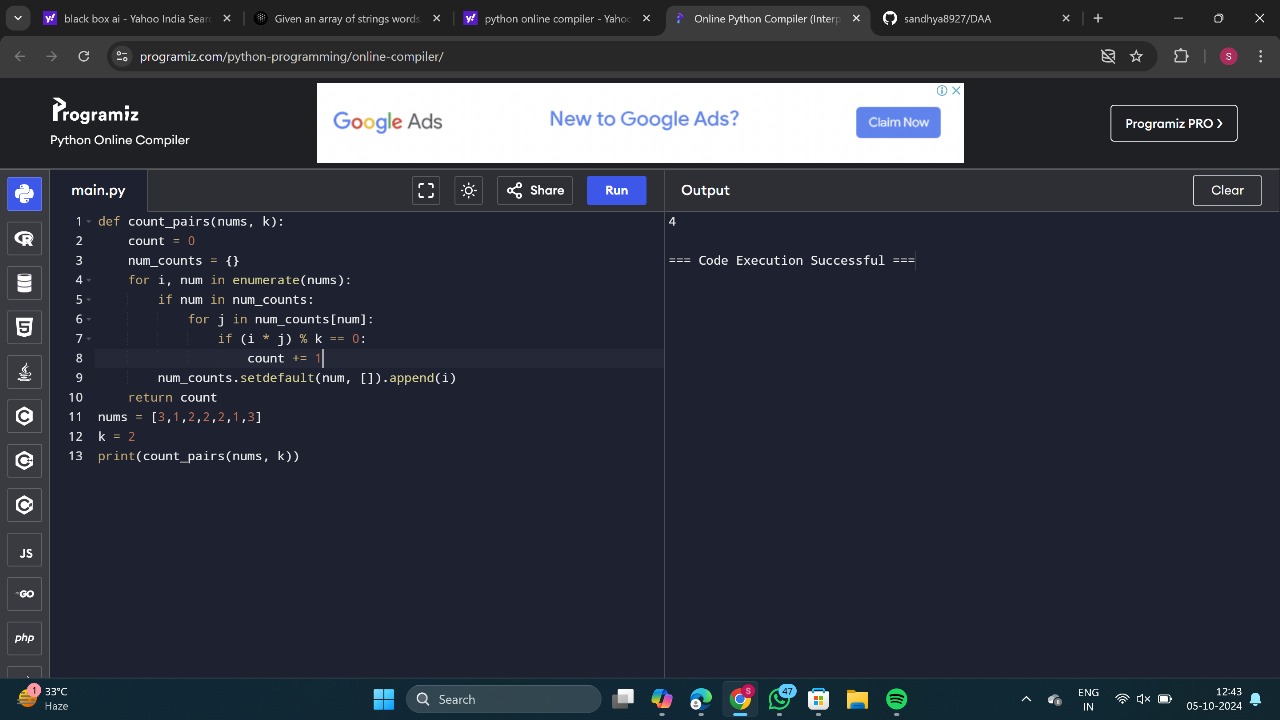 black box ai - Yahoo India Sear
Given an array of strings words
python online compiler - Yahoo
Online Python Compiler (Interp
sandhya8927/DAA
programiz.com/python-programming/online-compiler/
S
Programiz
Python Online Compiler
Google Ads
New to Google Ads?
Claim Now
Programiz PRO >
main.py
Share
Run
Output
Clear
1 def count_pairs(nums, k):
2 count = 0
3 num_counts = {}
4 for i, num in enumerate(nums):
5 if num in num_counts:
6 for j in num_counts[num]:
7 if (i * j) % k == 0:
8 count += 1
9 num_counts.setdefault(num, []).append(i)
10 return count
11 nums = [3,1,2,2,2,1,3]
12 k = 2
13 print(count_pairs(nums, k))
4
=== Code Execution Successful ===
JS
GO
php
1
33°C
Haze
Search
S
47
ENG
IN
12:43
05-10-2024